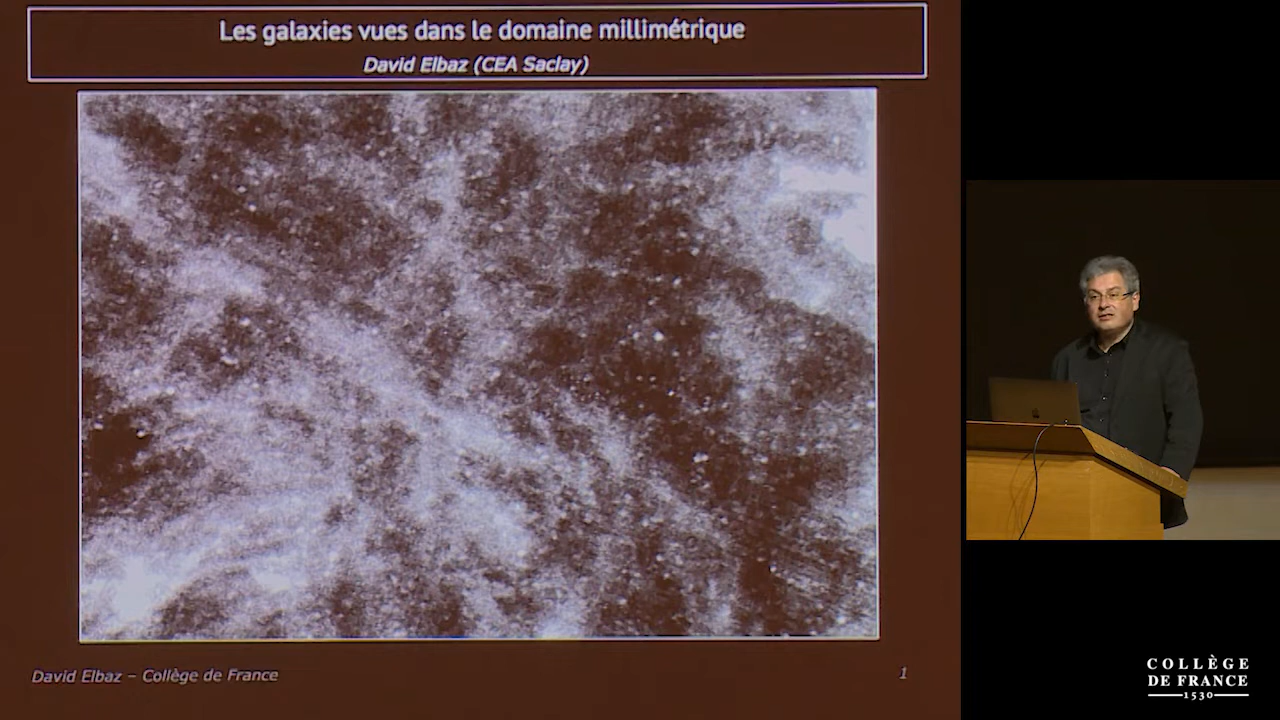 Les galaxies vues dans le domaine millimétrique
David Elbaz (CEA Saclay)
David Elbaz – Collège de France
1
COLLÈGE
DE FRANCE
1530